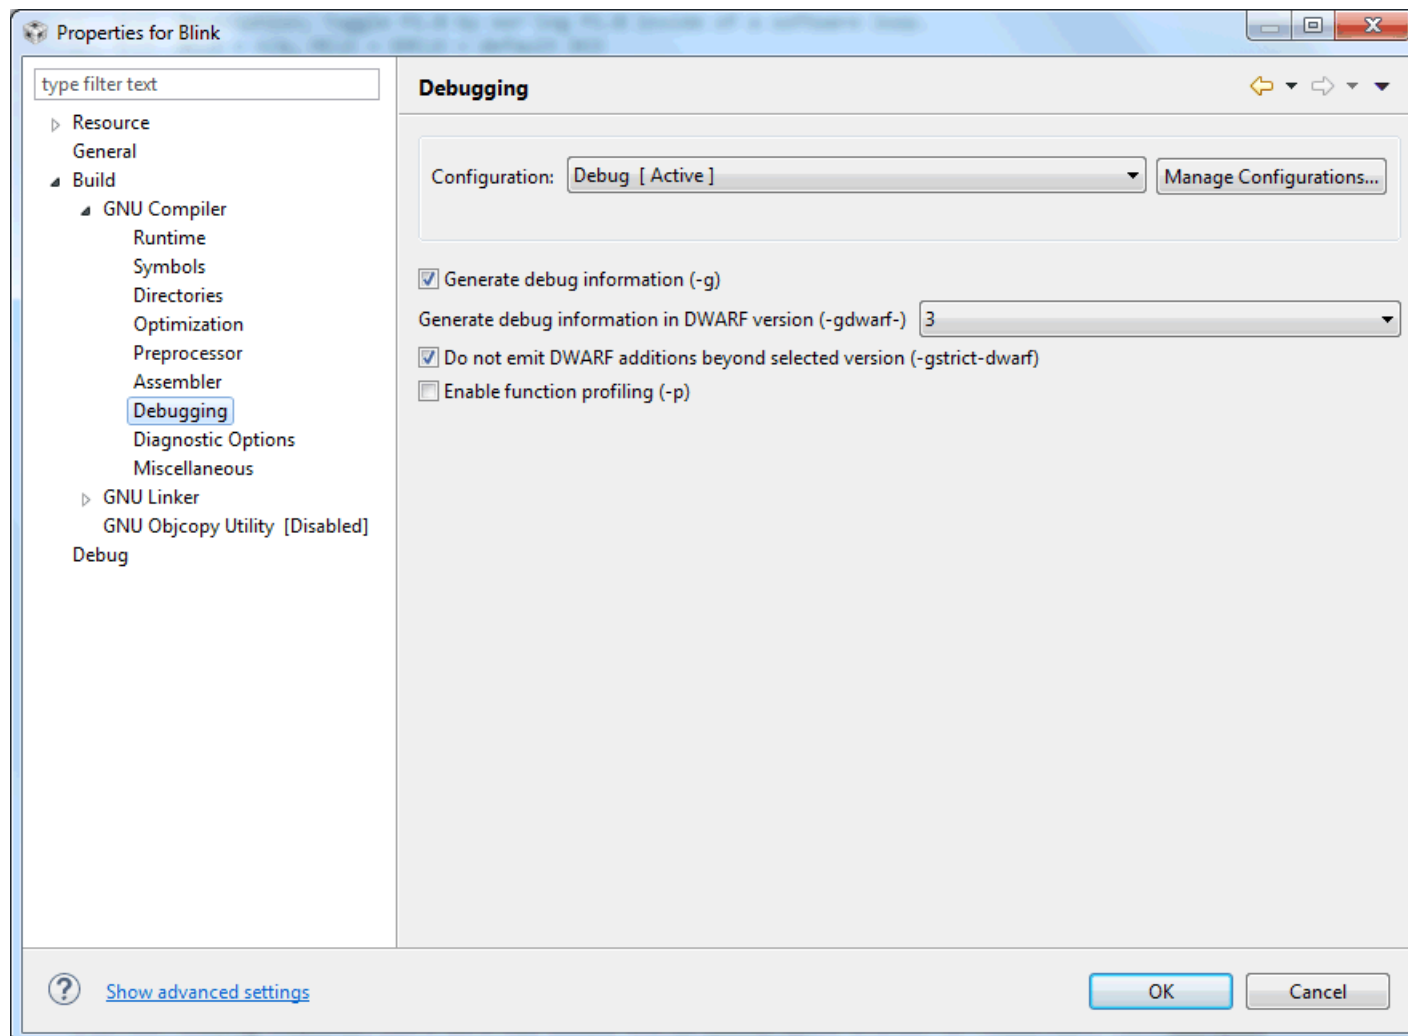 Properties for Blink
type filter text
Resource
General
Build
GNU Compiler
Runtime
Symbols
Directories
Optimization
Preprocessor
Assembler
Debugging
Diagnostic Options
Miscellaneous
GNU Linker
GNU Objcopy Utility [Disabled]
Debug
Debugging
Configuration: Debug [ Active ] Manage Configurations...
Generate debug information (-g)
Generate debug information in DWARF version (-gdwarf-) 3
Do not emit DWARF additions beyond selected version (-gstrict-dwarf)
Enable function profiling (-p)
Show advanced settings
OK Cancel